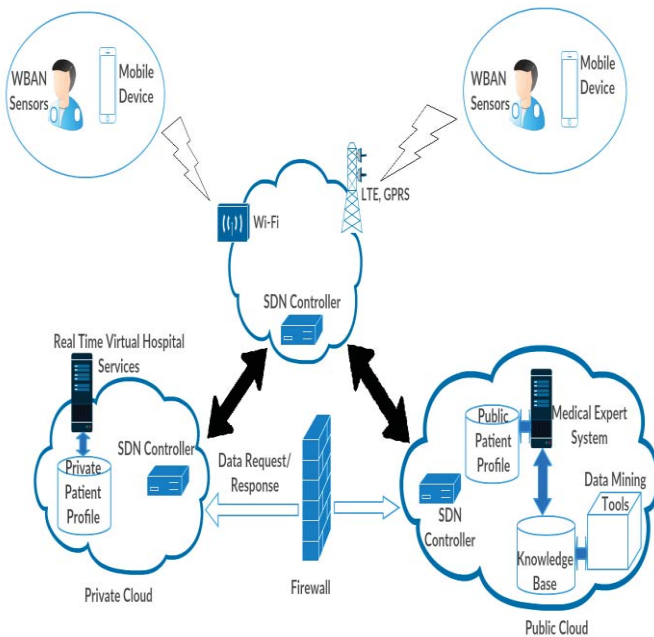 WBAN
Sensors
Mobile
Device
WBAN
Sensors
Mobile
Device
Wi-Fi
LTE, GPRS
SDN Controller
Real Time Virtual Hospital
Services
SDN Controller
Private
Patient
Profile
Private Cloud
Data Request/
Response
Firewall
Public
Patient
Profile
Medical Expert
System
SDN
Controller
Data Mining
Tools
Knowledge
Base
Public Cloud